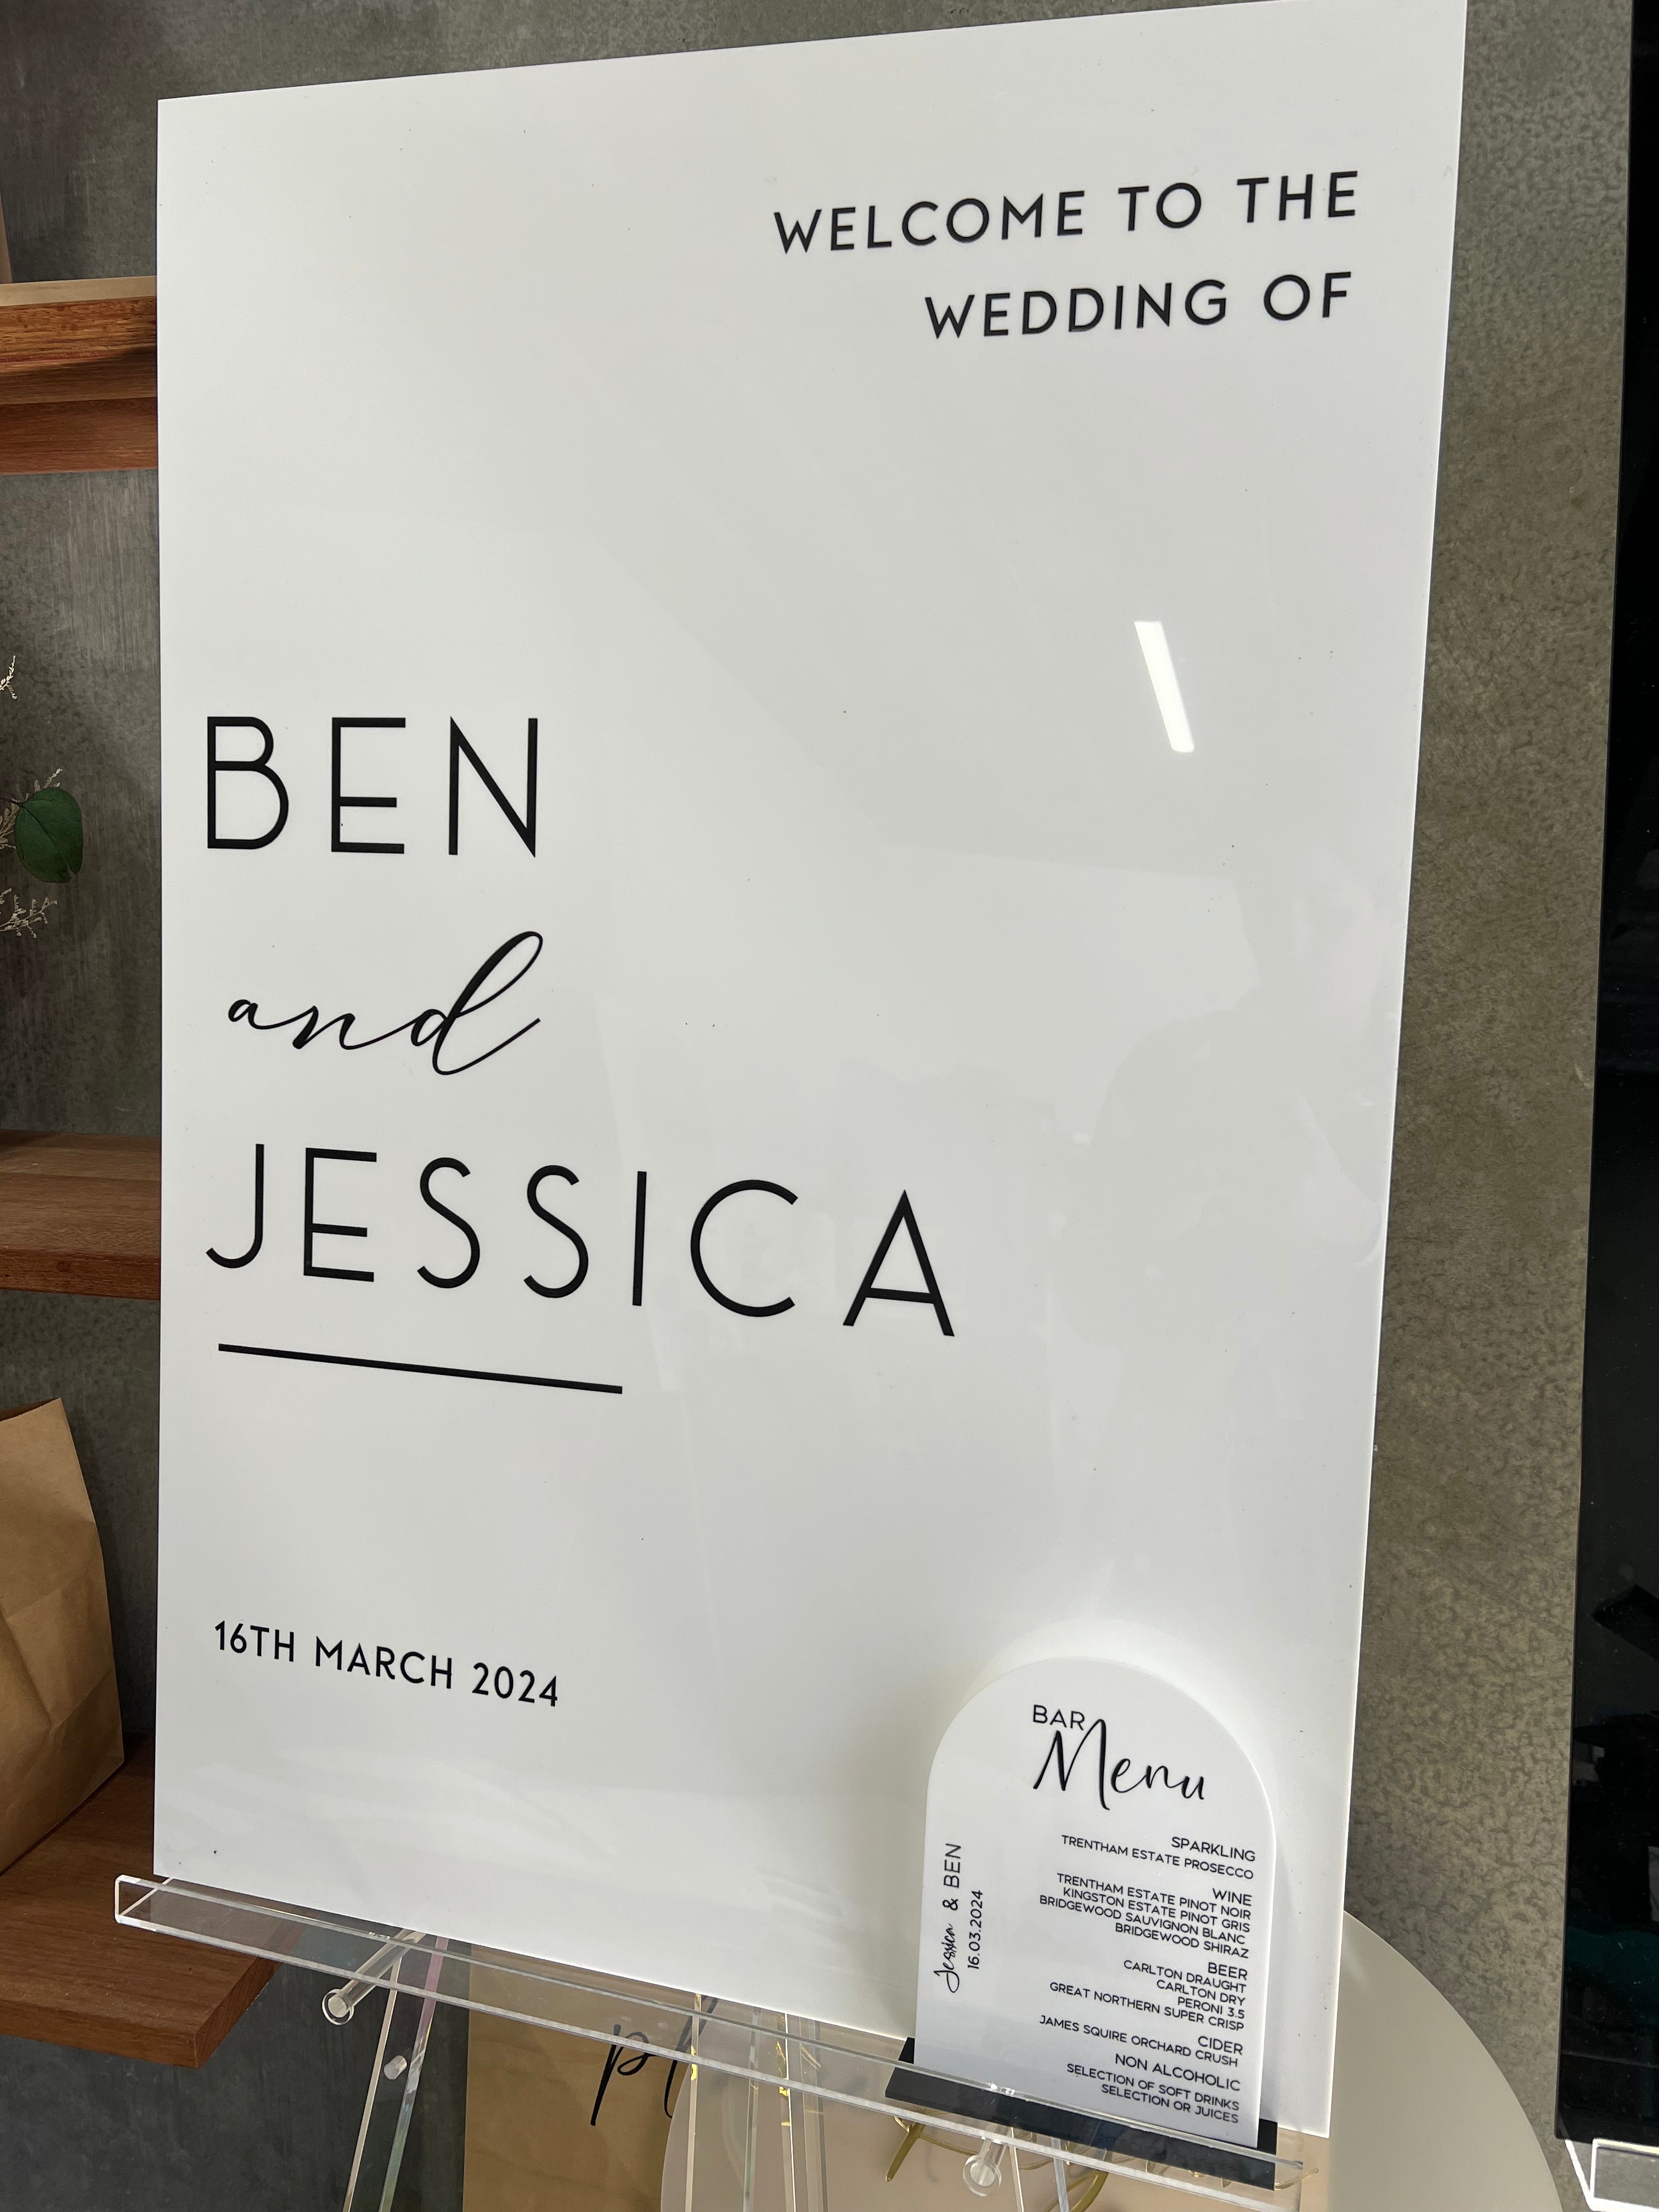 WELCOME TO THE
WEDDING OF
BEN
and
JESSICA
16TH MARCH 2024
BAR
Menu
Jessica & BEN
16.03.2024
SPARKLING
TRENTHAM ESTATE PROSECCO
WINE
TRENTHAM ESTATE PINOT NOIR
KINGSTON ESTATE PINOT GRIS
BRIDGEWOOD SAUVIGNON BLANC
BRIDGEWOOD SHIRAZ
BEER
CARLTON DRAUGHT
CARLTON DRY
PERONI 3.5
GREAT NORTHERN SUPER CRISP
CIDER
JAMES SQUIRE ORCHARD CRUSH
NON ALCOHOLIC
SELECTION OF SOFT DRINKS
SELECTION OR JUICES